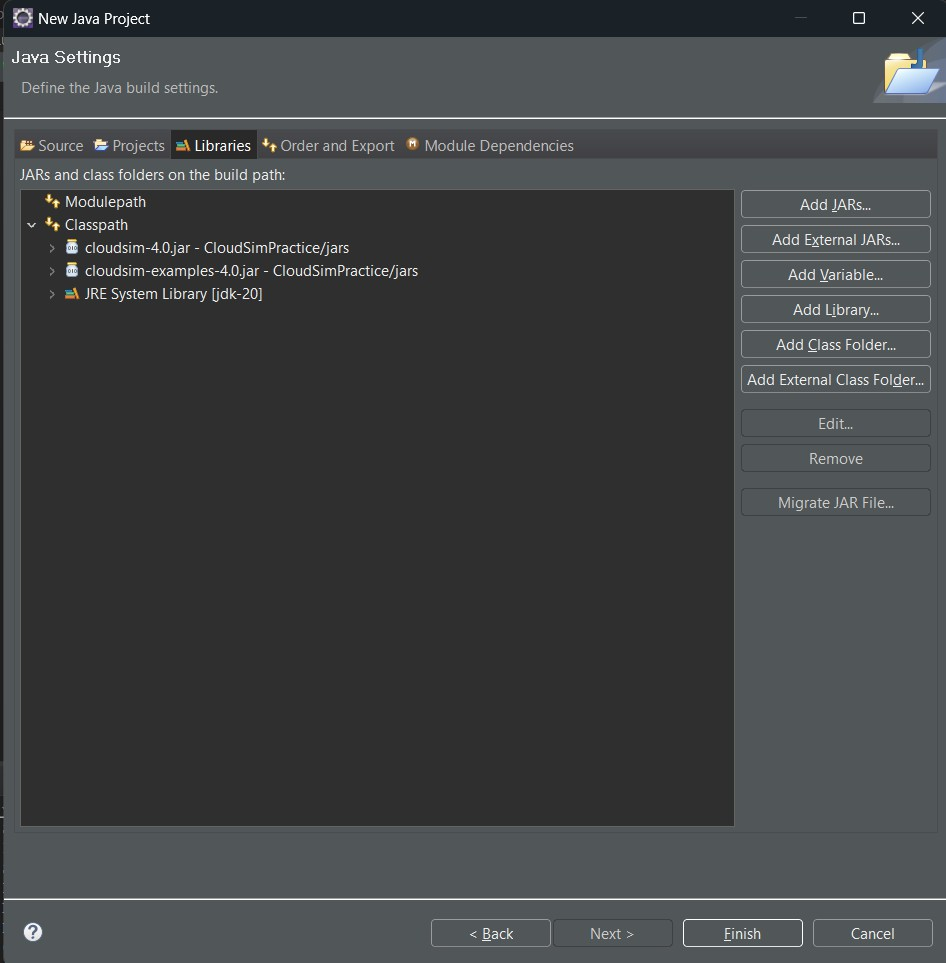 New Java Project
Java Settings
Define the Java build settings.
Source Projects Libraries Order and Export Module Dependencies
JARs and class folders on the build path:
Modulepath
Classpath
cloudsim-4.0.jar - CloudSimPractice/jars
cloudsim-examples-4.0.jar - CloudSimPractice/jars
JRE System Library [jdk-20]
Add JARs...
Add External JARs...
Add Variable...
Add Library...
Add Class Folder...
Add External Class Folder...
Edit...
Remove
Migrate JAR File...
? < Back Next > Finish Cancel